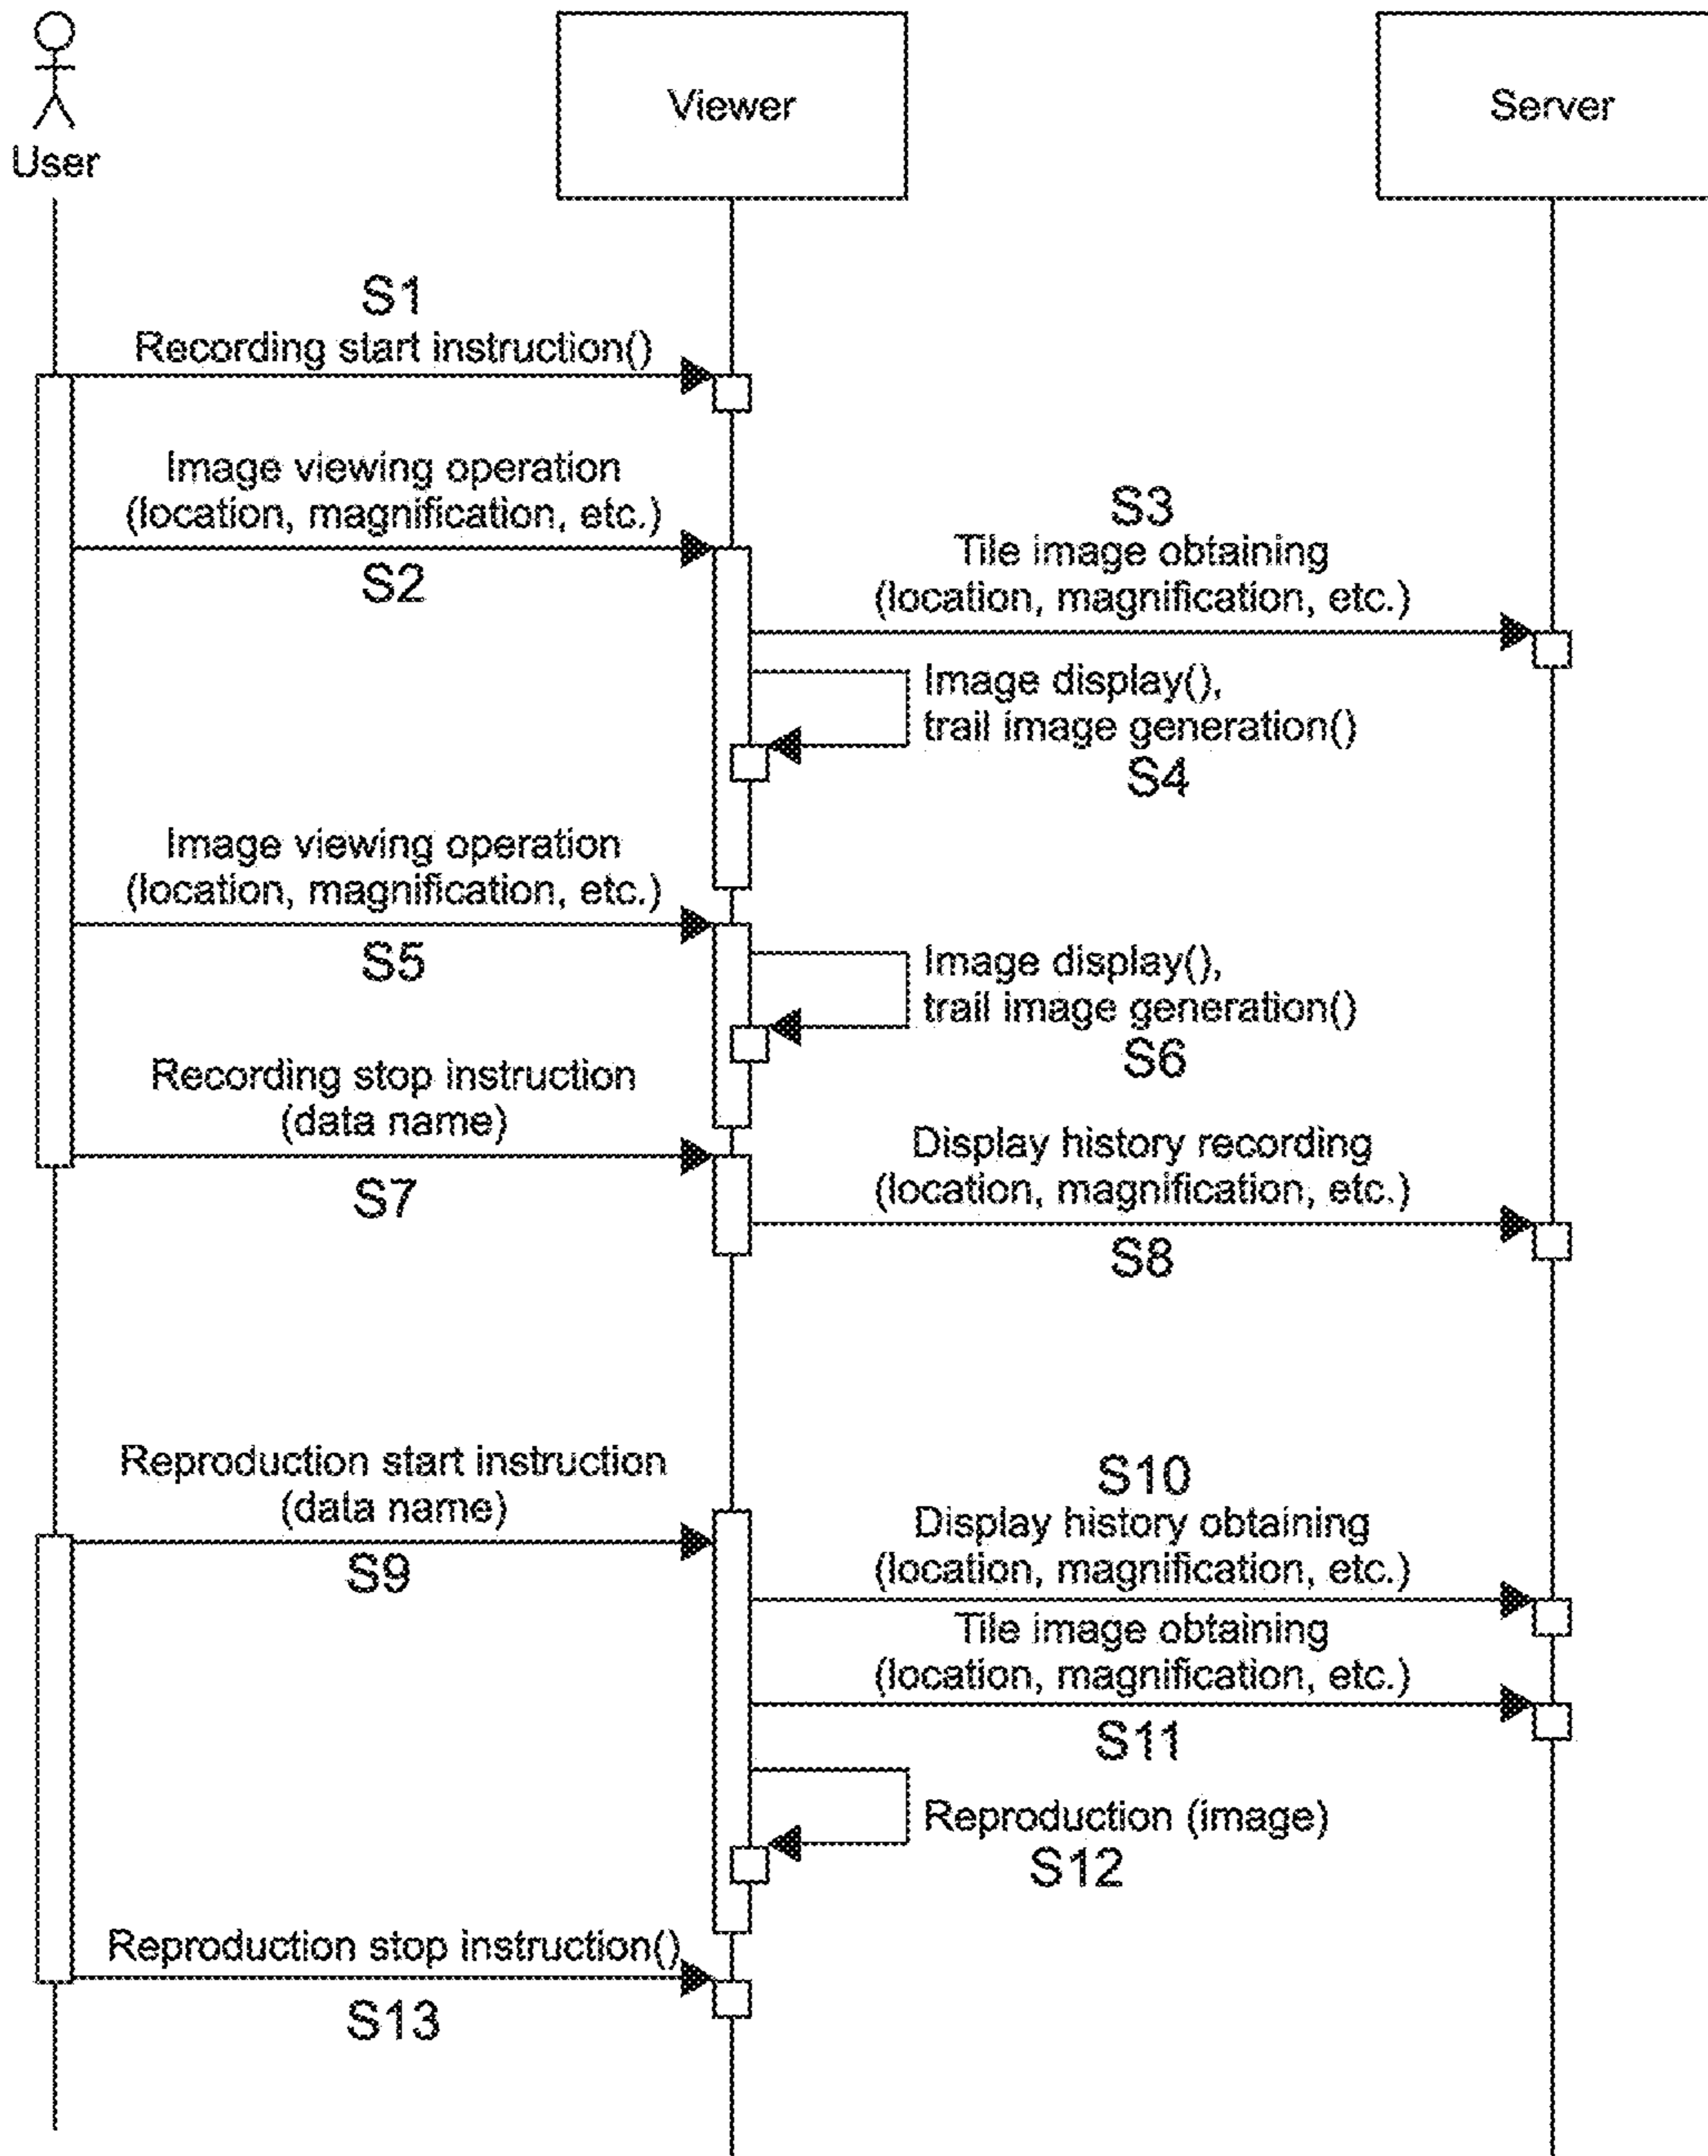 User
Viewer
Server
S1
Recording start instruction()
Image viewing operation
(location, magnification, etc.)
S2
S3
Tile image obtaining
(location, magnification, etc.)
Image display(),
trail image generation()
S4
Image viewing operation
(location, magnification, etc.)
S5
Image display(),
trail image generation()
S6
Recording stop instruction
(data name)
S7
Display history recording
(location, magnification, etc.)
S8
Reproduction start instruction
(data name)
S9
S10
Display history obtaining
(location, magnification, etc.)
Tile image obtaining
(location, magnification, etc.)
S11
Reproduction (image)
S12
Reproduction stop instruction()
S13